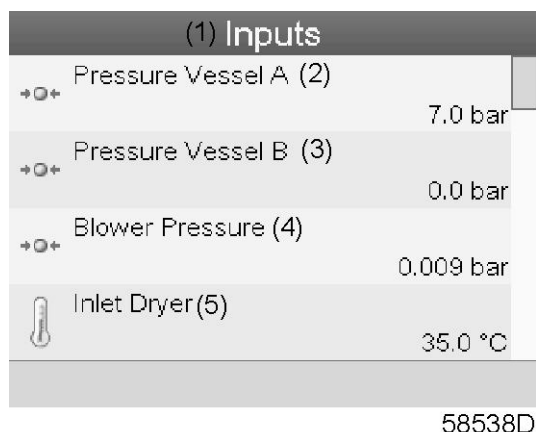 (1) Inputs
Pressure Vessel A (2)
7.0 bar
Pressure Vessel B (3)
0.0 bar
Blower Pressure (4)
0.009 bar
Inlet Dryer (5)
35.0 °C
58538D